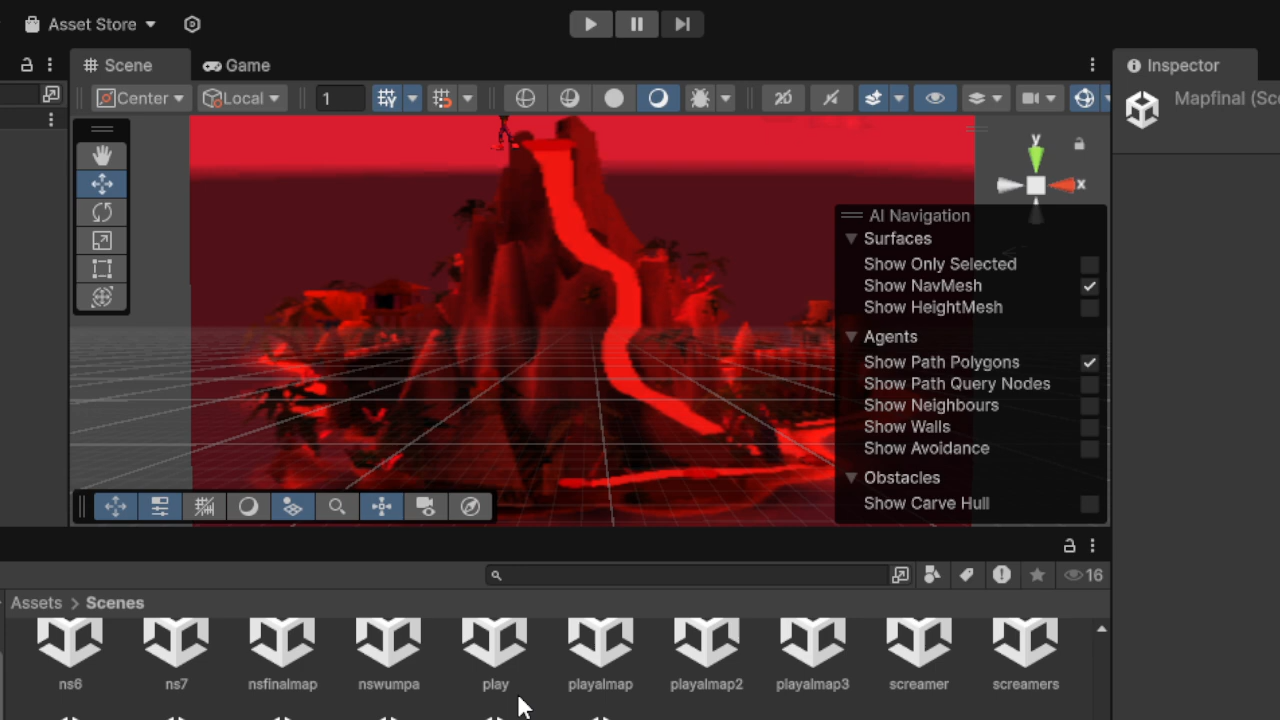 Asset Store
Scene
Game
Inspector
Center
Local
1
2D
Mapfinal (Sc
y
x
AI Navigation
Surfaces
Show Only Selected
Show NavMesh
Show HeightMesh
Agents
Show Path Polygons
Show Path Query Nodes
Show Neighbours
Show Walls
Show Avoidance
Obstacles
Show Carve Hull
16
Assets > Scenes
ns6 ns7 nsfinalmap nswumpa play playalmap playalmap2 playalmap3 screamer screamers